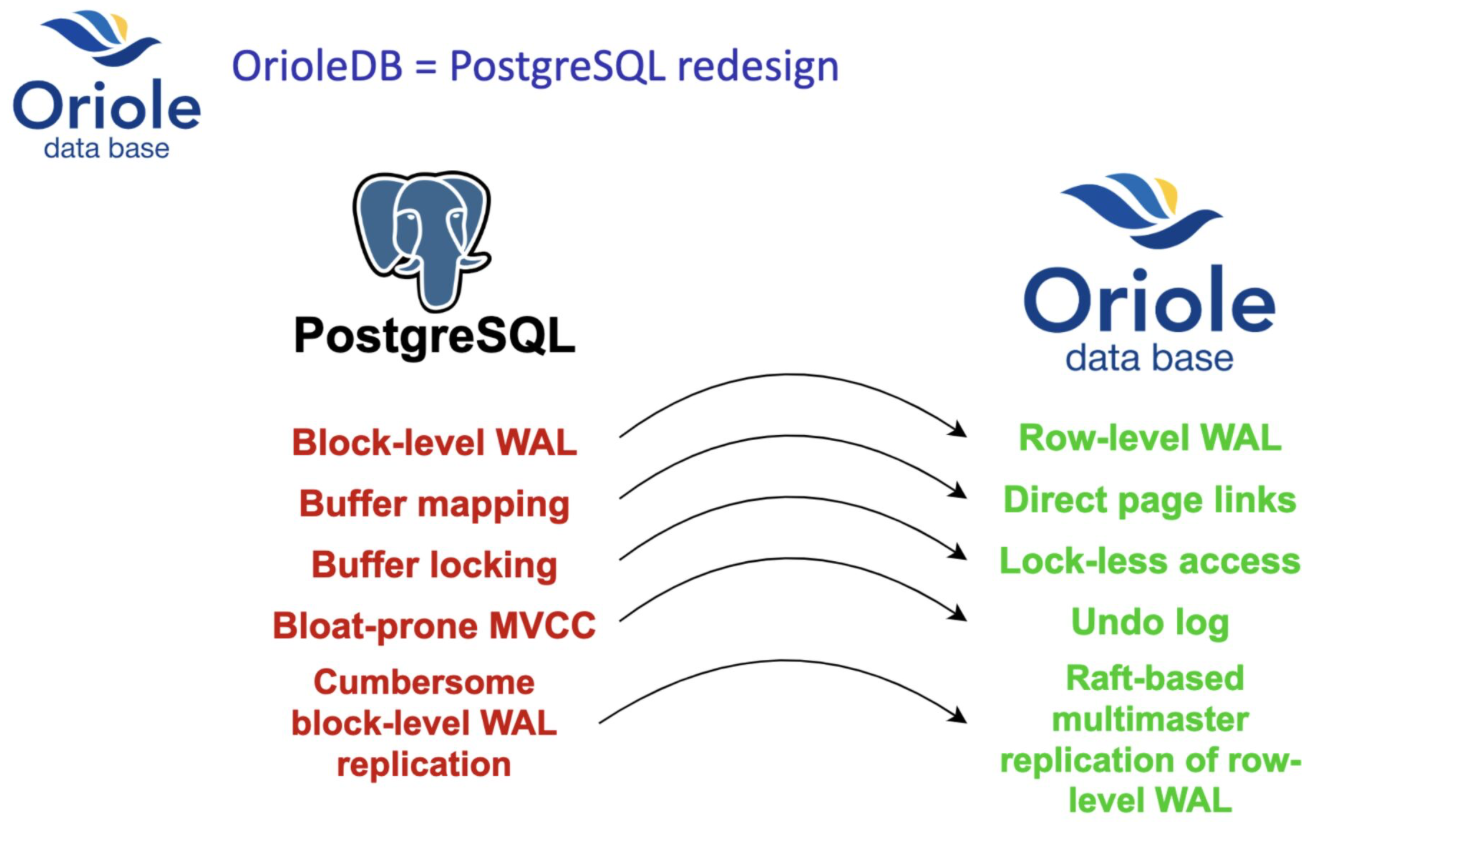 Oriole
data base
OrioleDB = PostgreSQL redesign
PostgreSQL
Oriole
data base
Block-level WAL
Row-level WAL
Buffer mapping
Direct page links
Buffer locking
Lock-less access
Bloat-prone MVCC
Undo log
Cumbersome
block-level WAL
replication
Raft-based
multimaster
replication of row-
level WAL